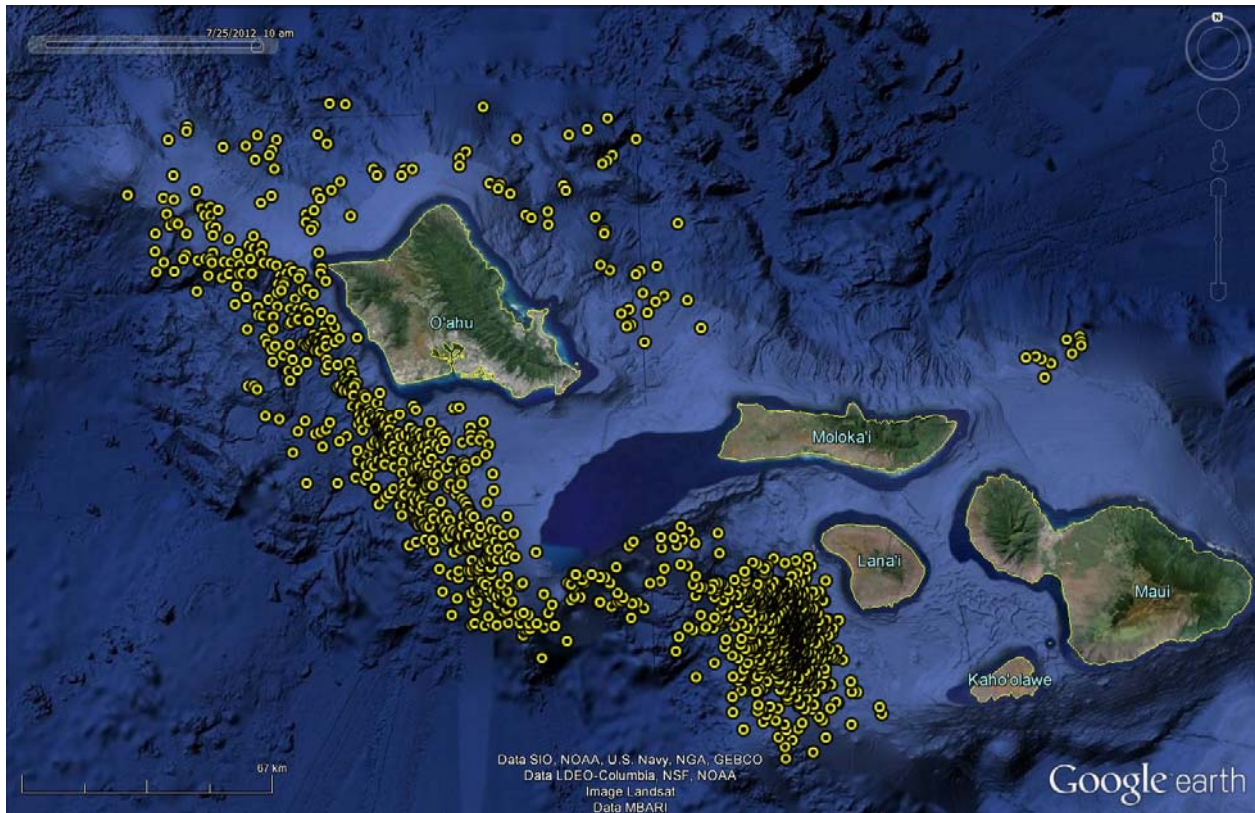 7/25/2012 10 am
N
O'ahu
Moloka'i
Lana'i
Maui
Kaho'olawe
67 km
Data SIO, NOAA, U.S. Navy, NGA, GEBCO
Data LDEO-Columbia, NSF, NOAA
Image Landsat
Data MBARI
Google earth